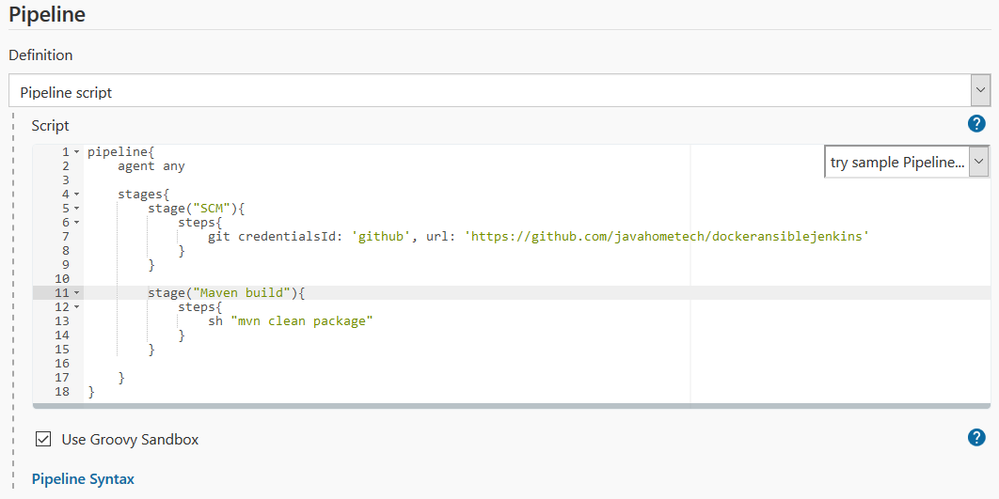 Pipeline
Definition
Pipeline script
Script
?
try sample Pipeline...
1 pipeline{
2     agent any
3
4     stages{
5         stage("SCM"){
6             steps{
7                 git credentialsId: 'github', url: 'https://github.com/javahometech/dockeransiblejenkins'
8             }
9         }
10
11         stage("Maven build"){
12             steps{
13                 sh "mvn clean package"
14             }
15         }
16
17     }
18 }
Use Groovy Sandbox
?
Pipeline Syntax